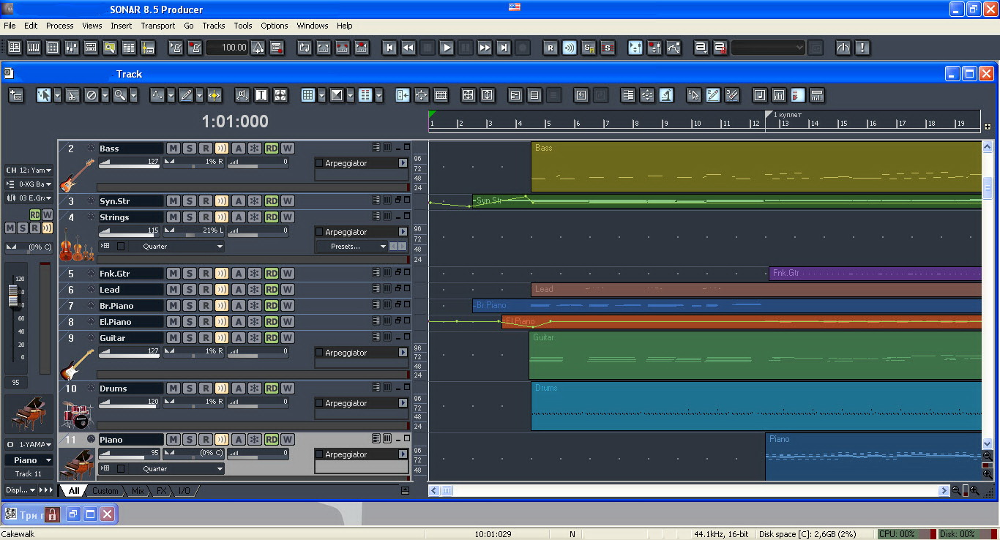 SONAR 8.5 Producer
File Edit Process Views Insert Transport Go Tracks Tools Options Windows Help
100.00
Track
1:01:000
1 куплет
1 2 3 4 5 6 7 8 9 10 11 12 13 14 15 16 17 18 19
2 Bass M S R A RD W
127 1% R 0 Arpeggiator
96
72
48
24
Bass
CH 12: Yam
0-XG Ba
03 E.Gra
RD W
M S R
(0% C)
3 Syn.Str M S R A RD W
Syn.Str
4 Strings M S R A RD W
115 21% L 0 Arpeggiator
Quarter Presets...
96
72
48
24
5 Fnk.Gtr M S R A RD W
Fnk.Gtr
6 Lead M S R A RD W
Lead
7 Br.Piano M S R A RD W
Br.Piano
8 El.Piano M S R A RD W
El.Piano
9 Guitar M S R A RD W
127 1% R 0 Arpeggiator
96
72
48
24
Guitar
120
60
40
20
0
95
10 Drums M S R A RD W
120 1% R 0 Arpeggiator
96
72
48
24
Drums
11 Piano M S R A RD W
95 (0% C) 0 Arpeggiator
Quarter
96
72
48
Piano
1-YAMA
Piano
Track 11
Displ...
All Custom Mix FX I/O
Три
Cakewalk 10:01:029 N 44.1kHz, 16-bit Disk space [C]: 2,6GB (2%) CPU: 00% Disk: 00%